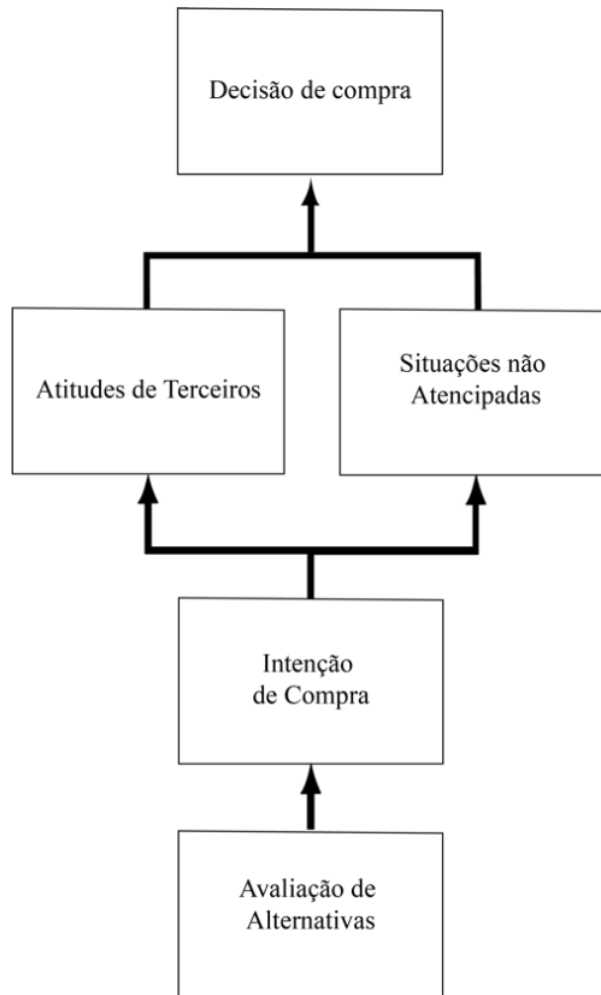 Decisão de compra
Atitudes de Terceiros
Situações não
Atencipadas
Intenção
de Compra
Avaliação de
Alternativas